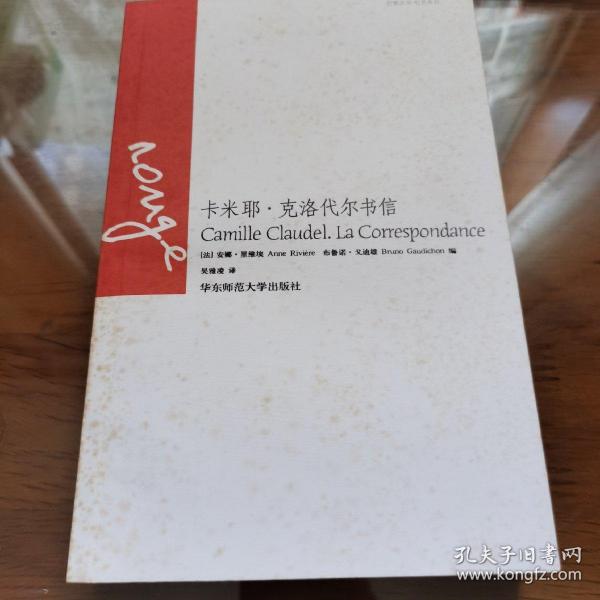 rouge
卡米耶·克洛代尔书信
Camille Claudel. La Correspondance
[法] 安娜·里维埃 Anne Rivière 布鲁诺·戈迪雄 Bruno Gaudichon 编
吴雅凌 译
华东师范大学出版社
孔夫子旧书网
www.kongfz.com